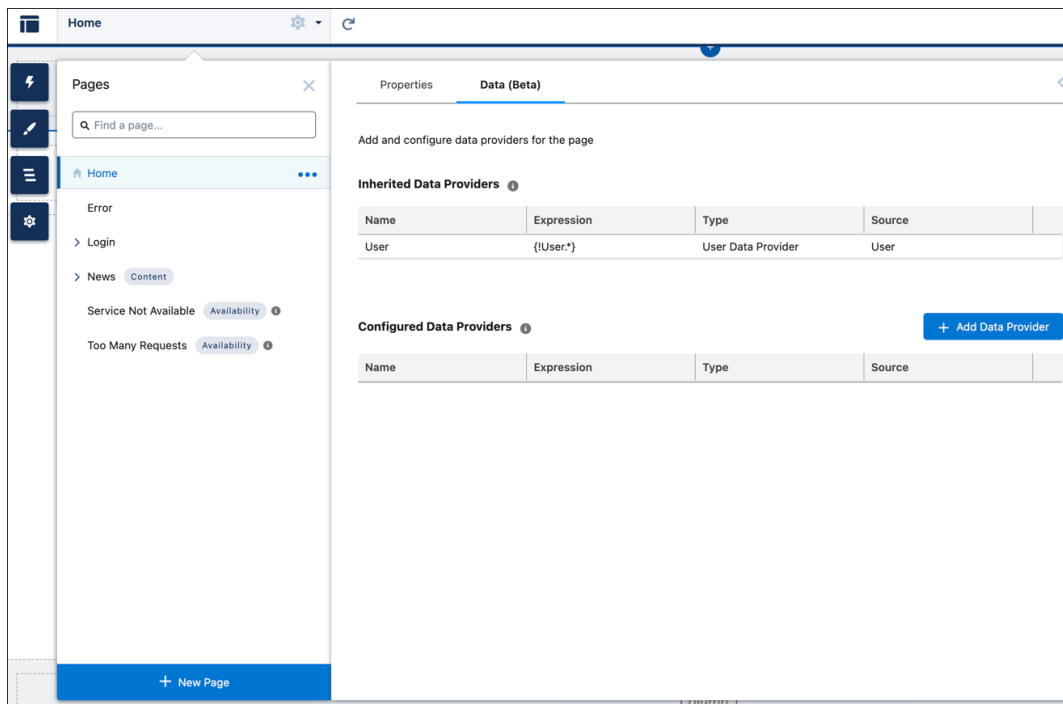 Home
Pages
Properties
Data (Beta)
Find a page...
Add and configure data providers for the page
Home
Inherited Data Providers
Error
Name Expression Type Source
Login
User {!User.*} User Data Provider User
News Content
Service Not Available Availability
Configured Data Providers
+ Add Data Provider
Too Many Requests Availability
Name Expression Type Source
+ New Page